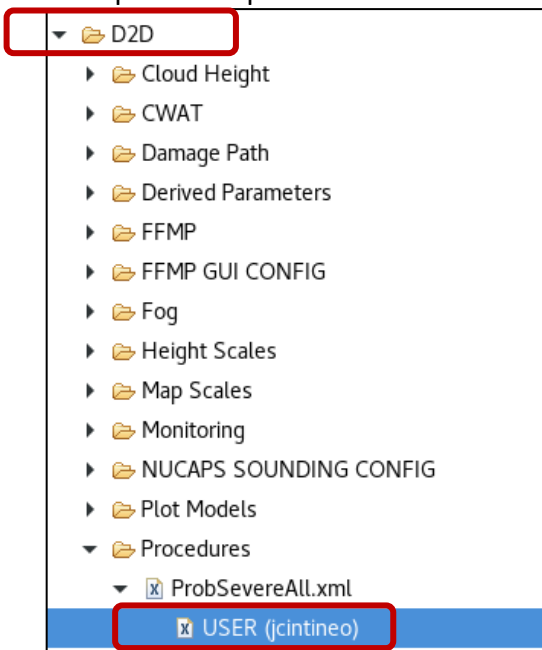 D2D
Cloud Height
CWAT
Damage Path
Derived Parameters
FFMP
FFMP GUI CONFIG
Fog
Height Scales
Map Scales
Monitoring
NUCAPS SOUNDING CONFIG
Plot Models
Procedures
ProbSevereAll.xml
USER (jcintineo)